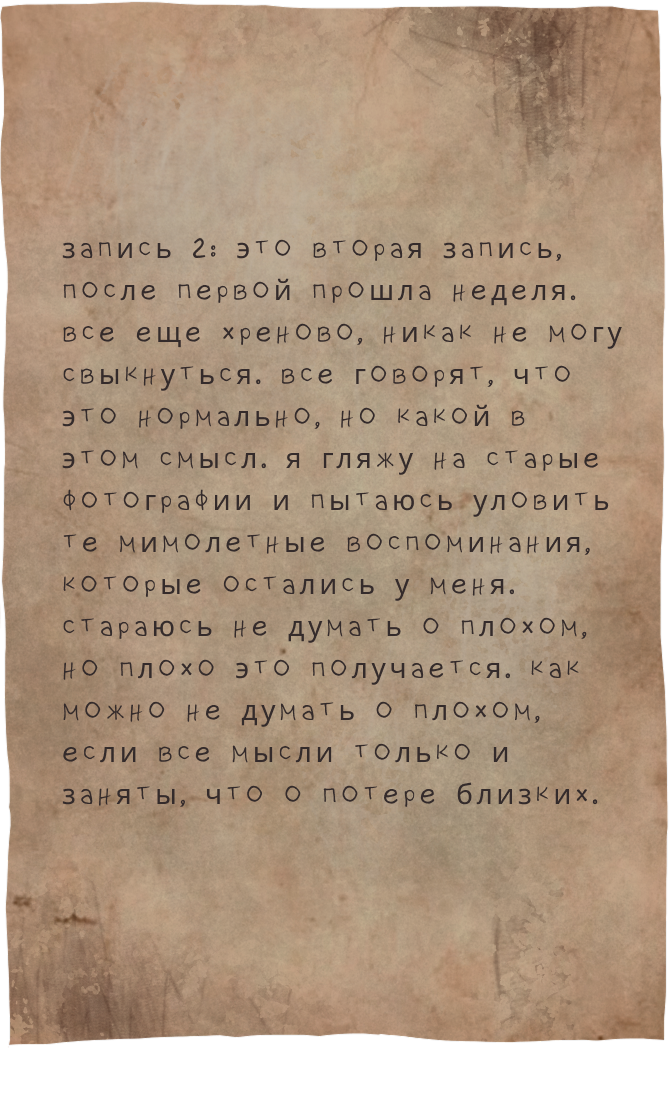 запись 2: это вторая запись,
после первой прошла неделя.
все еще хреново, никак не могу
свыкнуться. все говорят, что
это нормально, но какой в
этом смысл. я гляжу на старые
фотографии и пытаюсь уловить
те мимолетные воспоминания,
которые остались у меня.
стараюсь не думать о плохом,
но плохо это получается. как
можно не думать о плохом,
если все мысли только и
заняты, что о потере близких.